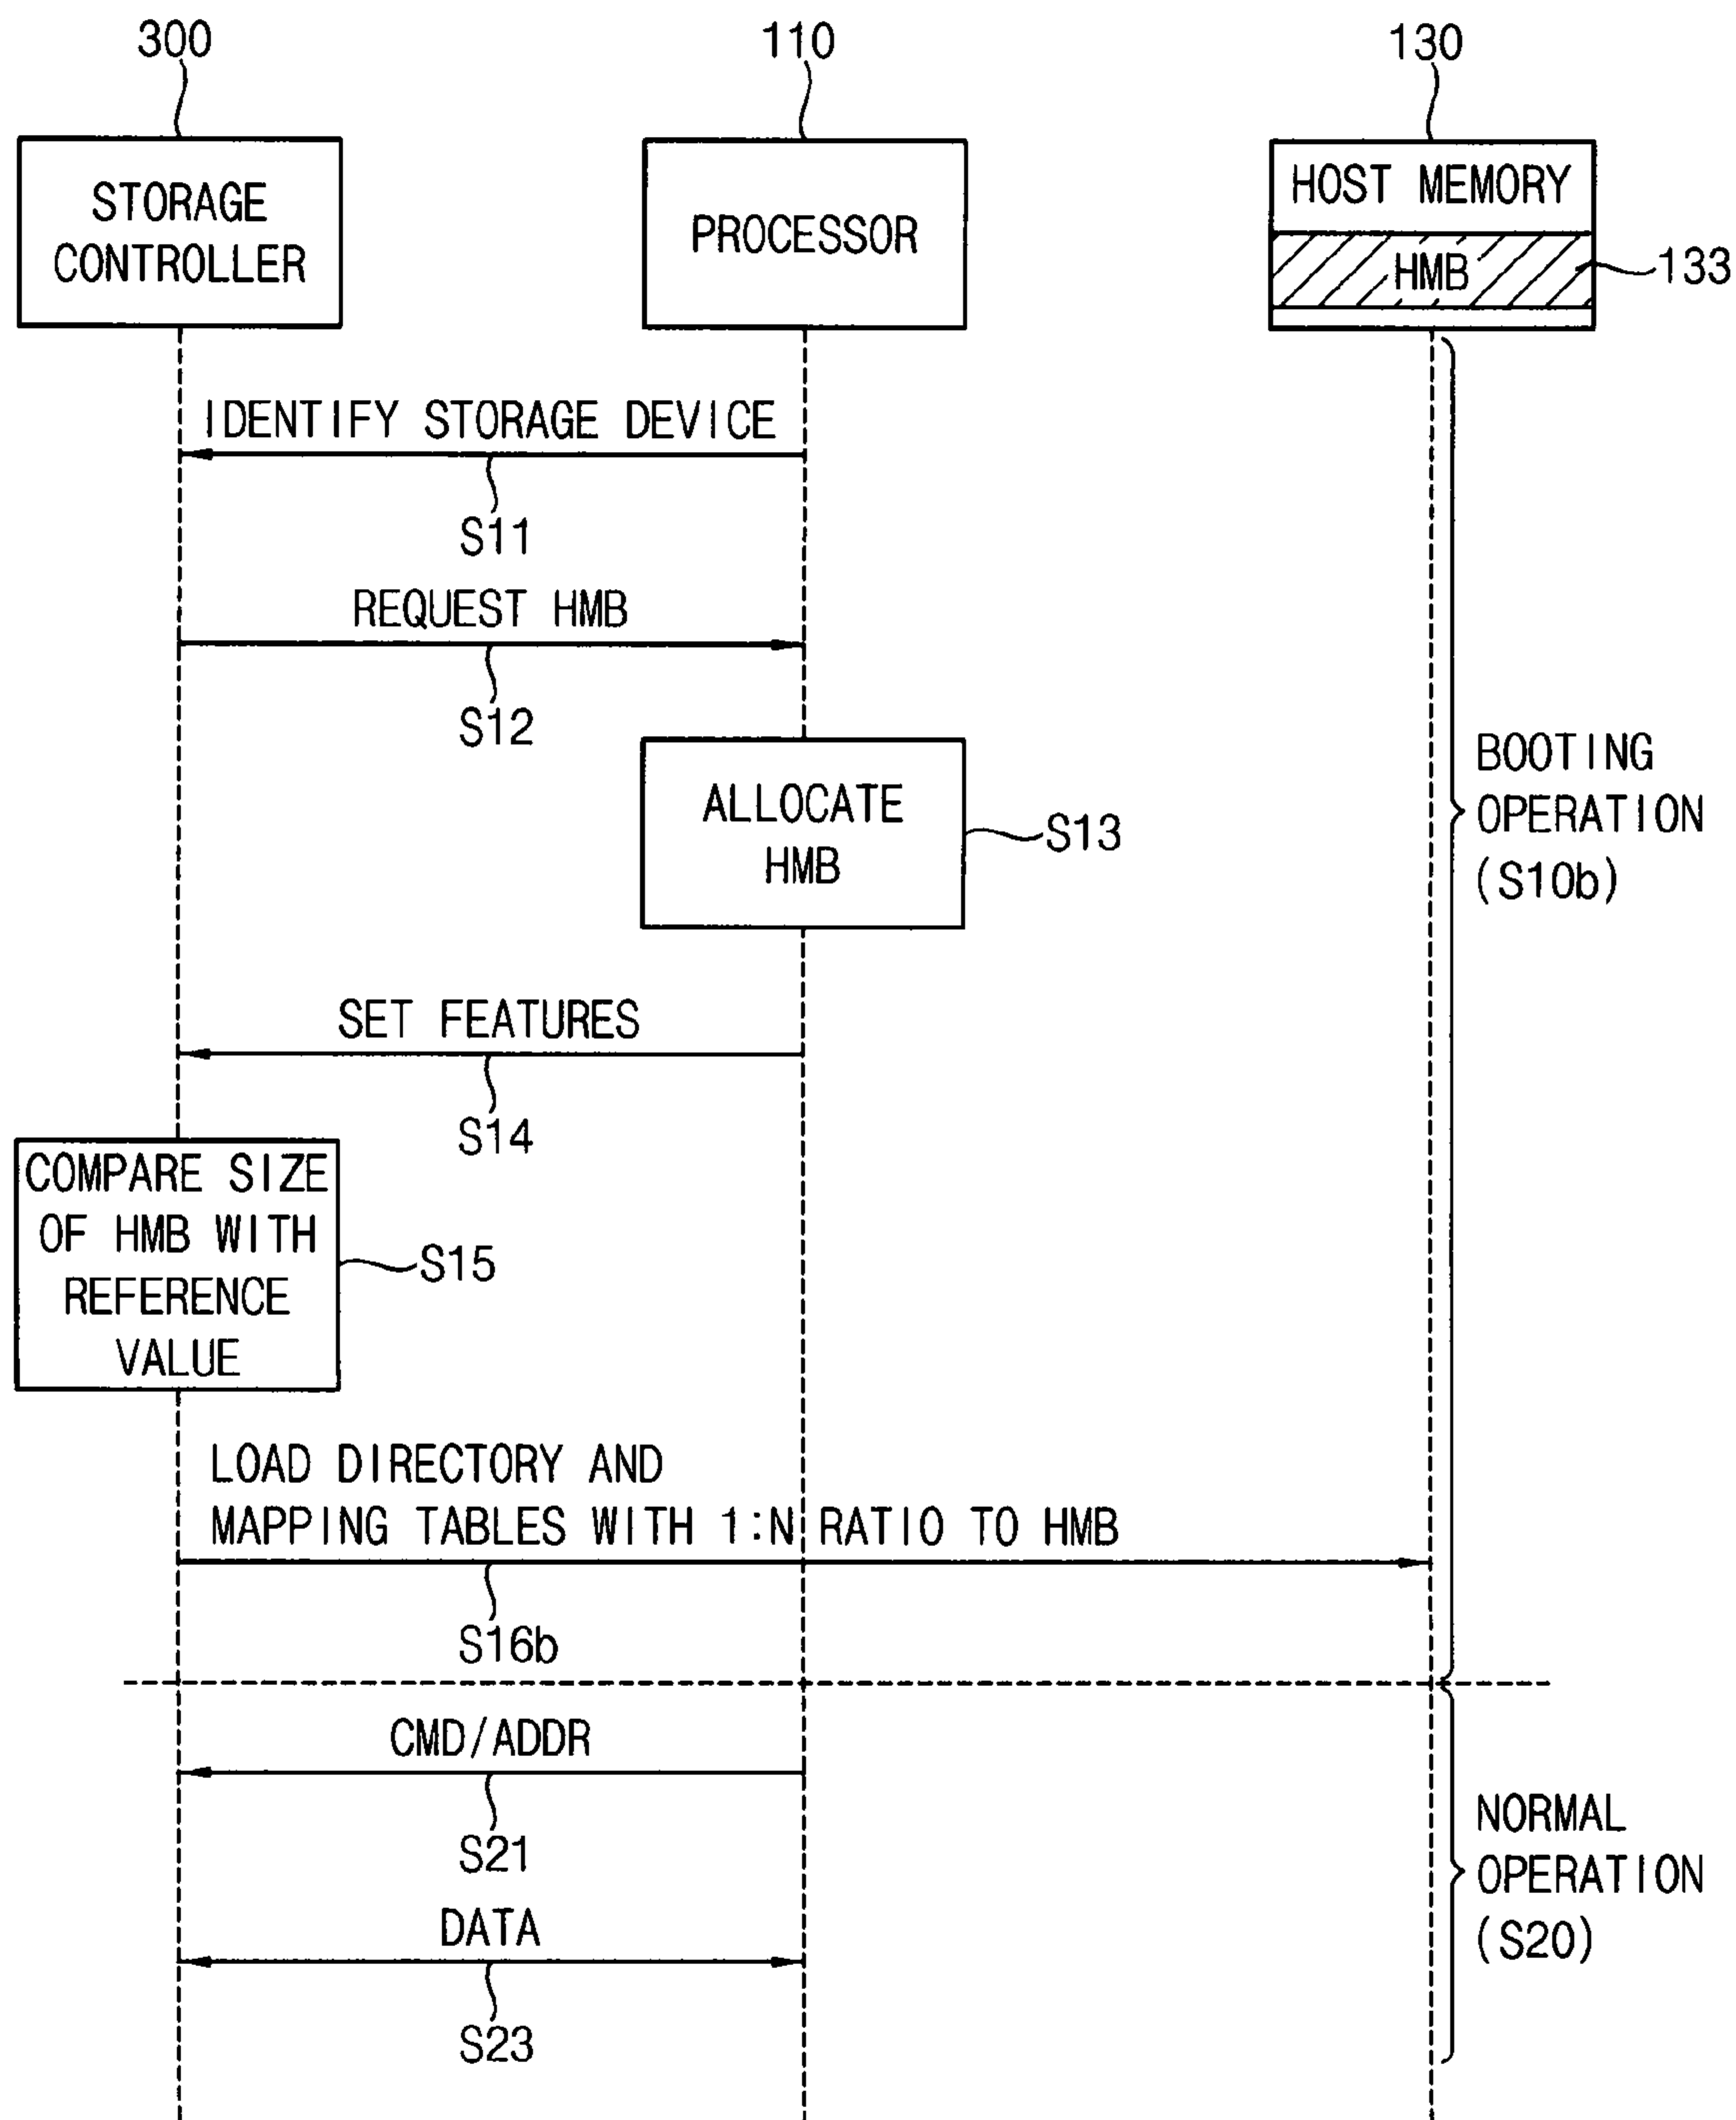 300
110
130
STORAGE
CONTROLLER
PROCESSOR
HOST MEMORY
HMB
133
IDENTIFY STORAGE DEVICE
S11
REQUEST HMB
S12
ALLOCATE
HMB
S13
BOOTING
OPERATION
(S10b)
SET FEATURES
S14
COMPARE SIZE
OF HMB WITH
REFERENCE
VALUE
S15
LOAD DIRECTORY AND
MAPPING TABLES WITH 1:N RATIO TO HMB
S16b
CMD/ADDR
S21
DATA
S23
NORMAL
OPERATION
(S20)